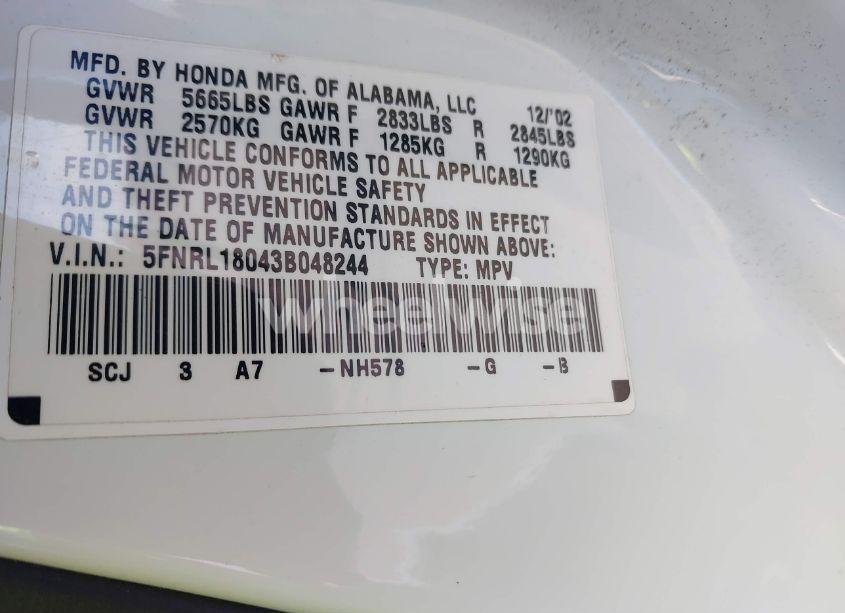 MFD. BY HONDA MFG. OF ALABAMA, LLC 12/'02
GVWR 5665LBS GAWR F 2833LBS R 2845LBS
GVWR 2570KG GAWR F 1285KG R 1290KG
THIS VEHICLE CONFORMS TO ALL APPLICABLE
FEDERAL MOTOR VEHICLE SAFETY
AND THEFT PREVENTION STANDARDS IN EFFECT
ON THE DATE OF MANUFACTURE SHOWN ABOVE:
V.I.N.: 5FNRL18043B048244 TYPE: MPV
wheelwise
SCJ 3 A7 -NH578 -G -B